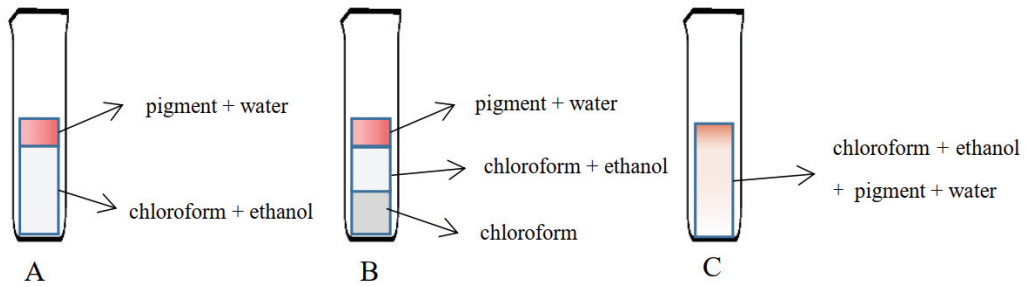 pigment + water
chloroform + ethanol
A
pigment + water
chloroform + ethanol
chloroform
B
chloroform + ethanol
+ pigment + water
C